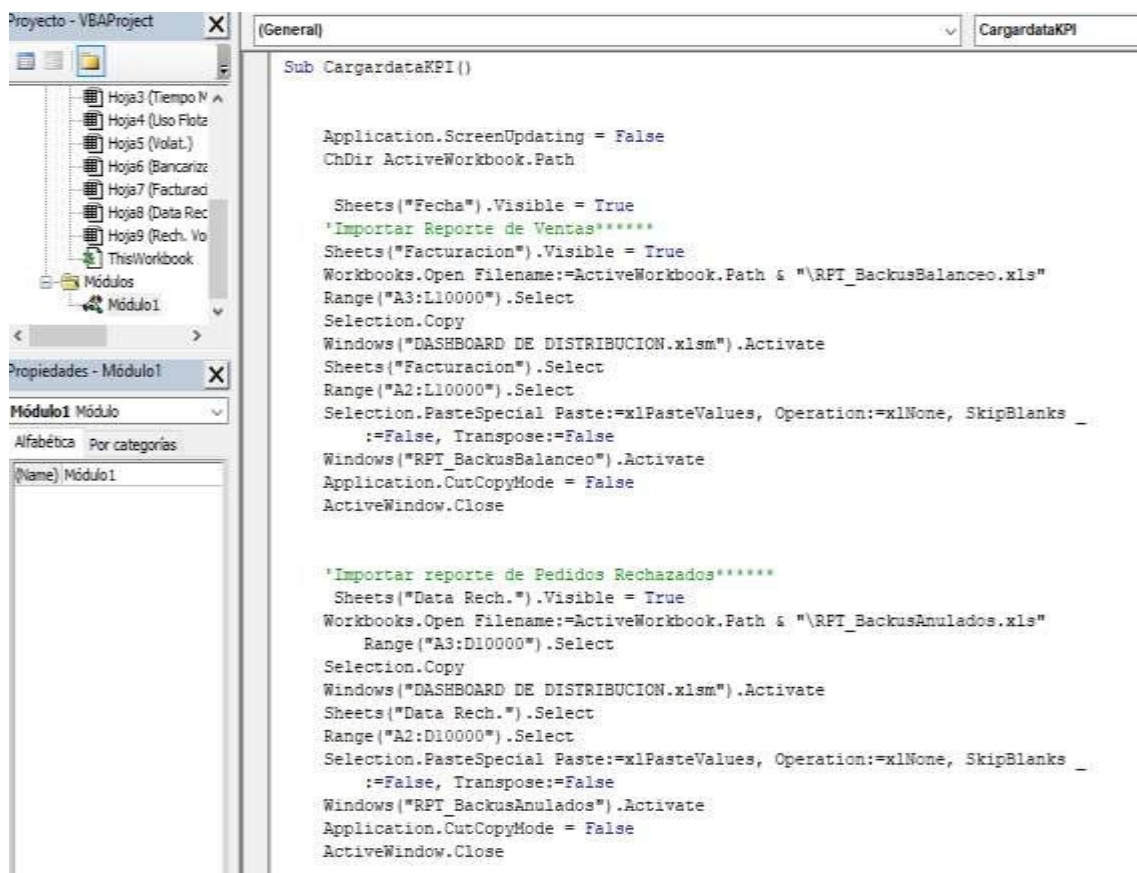 Proyecto - VBAProject
Hoja3 (Tiempo
Hoja4 (Uso Flota
Hoja5 (Volat.)
Hoja6 (Bancariza
Hoja7 (Facturaci
Hoja8 (Data Rec
Hoja9 (Rech. Vo
ThisWorkbook
Módulos
Módulo1
Propiedades - Módulo1
Módulo1 Módulo
Alfabética Por categorías
(Name) Módulo1
(General) CargardataKPI
Sub CargardataKPI()
Application.ScreenUpdating = False
ChDir ActiveWorkbook.Path
Sheets("Fecha").Visible = True
'Importar Reporte de Ventas******
Sheets("Facturacion").Visible = True
Workbooks.Open Filename:=ActiveWorkbook.Path & "\RPT_BackusBalanceo.xls"
Range("A3:L10000").Select
Selection.Copy
Windows("DASHBOARD DE DISTRIBUCION.xlsm").Activate
Sheets("Facturacion").Select
Range("A2:L10000").Select
Selection.PasteSpecial Paste:=xlPasteValues, Operation:=xlNone, SkipBlanks _
:=False, Transpose:=False
Windows("RPT_BackusBalanceo").Activate
Application.CutCopyMode = False
ActiveWindow.Close
'Importar reporte de Pedidos Rechazados******
Sheets("Data Rech.").Visible = True
Workbooks.Open Filename:=ActiveWorkbook.Path & "\RPT_BackusAnulados.xls"
Range("A3:D10000").Select
Selection.Copy
Windows("DASHBOARD DE DISTRIBUCION.xlsm").Activate
Sheets("Data Rech.").Select
Range("A2:D10000").Select
Selection.PasteSpecial Paste:=xlPasteValues, Operation:=xlNone, SkipBlanks _
:=False, Transpose:=False
Windows("RPT_BackusAnulados").Activate
Application.CutCopyMode = False
ActiveWindow.Close